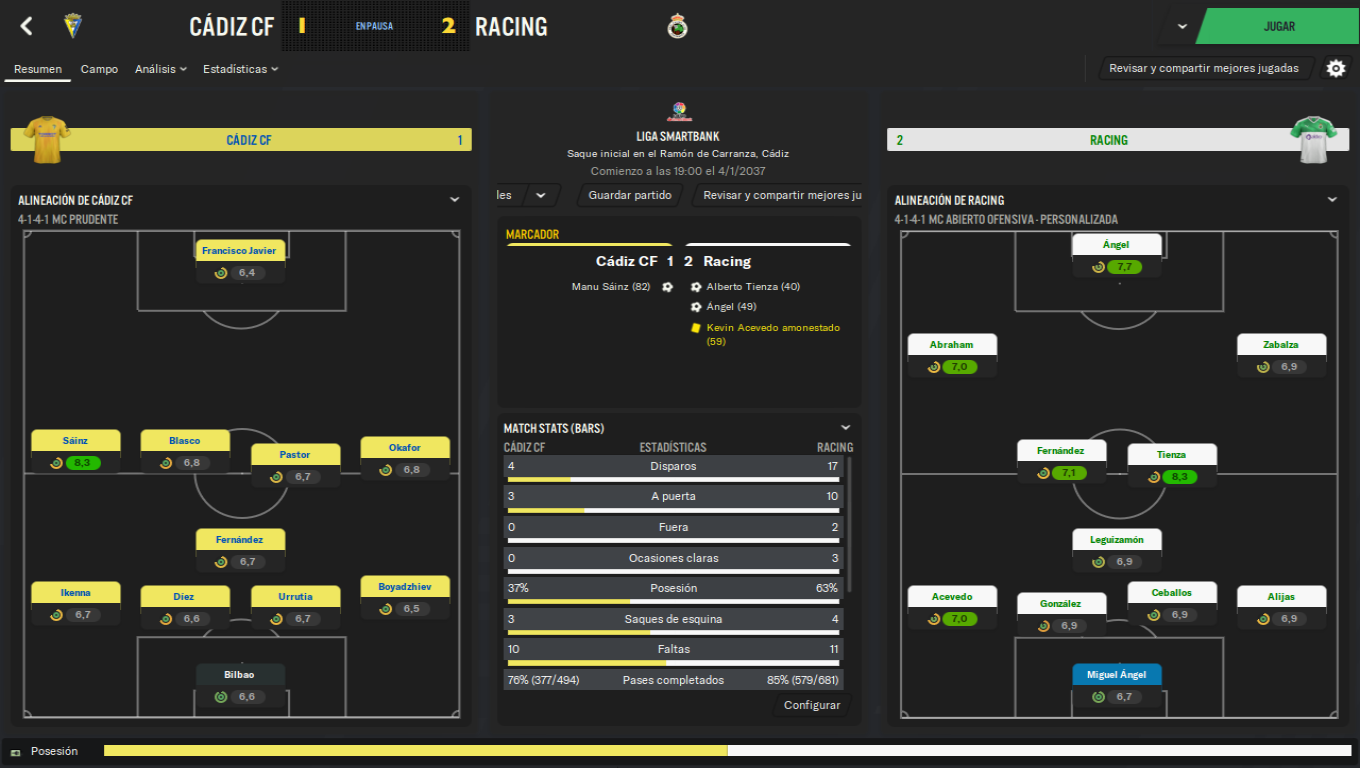 CÁDIZ CF 1 EN PAUSA 2 RACING
JUGAR
Resumen Campo Análisis Estadísticas
Revisar y compartir mejores jugadas
CÁDIZ CF 1
ALINEACIÓN DE CÁDIZ CF
4-1-4-1 MC PRUDENTE
Francisco Javier
6,4
Sáinz
8,3
Blasco
6,8
Pastor
6,7
Okafor
6,8
Fernández
6,7
Ikenna
6,7
Díez
6,6
Urrutia
6,7
Boyadzhiev
6,5
Bilbao
6,6
LIGA SMARTBANK
Saque inicial en el Ramón de Carranza, Cádiz
Comienzo a las 19:00 el 4/1/2037
les
Guardar partido
Revisar y compartir mejores ju
MARCADOR
Cádiz CF 1 2 Racing
Manu Sáinz (82)
Alberto Tienza (40)
Ángel (49)
Kevin Acevedo amonestado
(59)
MATCH STATS (BARS)
CÁDIZ CF ESTADÍSTICAS RACING
4 Disparos 17
3 A puerta 10
0 Fuera 2
0 Ocasiones claras 3
37% Posesión 63%
3 Saques de esquina 4
10 Faltas 11
76% (377/494) Pases completados 85% (579/681)
Configurar
2 RACING
ALINEACIÓN DE RACING
4-1-4-1 MC ABIERTO OFENSIVA - PERSONALIZADA
Ángel
7,7
Abraham
7,0
Zabalza
6,9
Fernández
7,1
Tienza
8,3
Leguizamón
6,9
Acevedo
7,0
González
6,9
Ceballos
6,9
Alijas
6,9
Miguel Ángel
6,7
Posesión